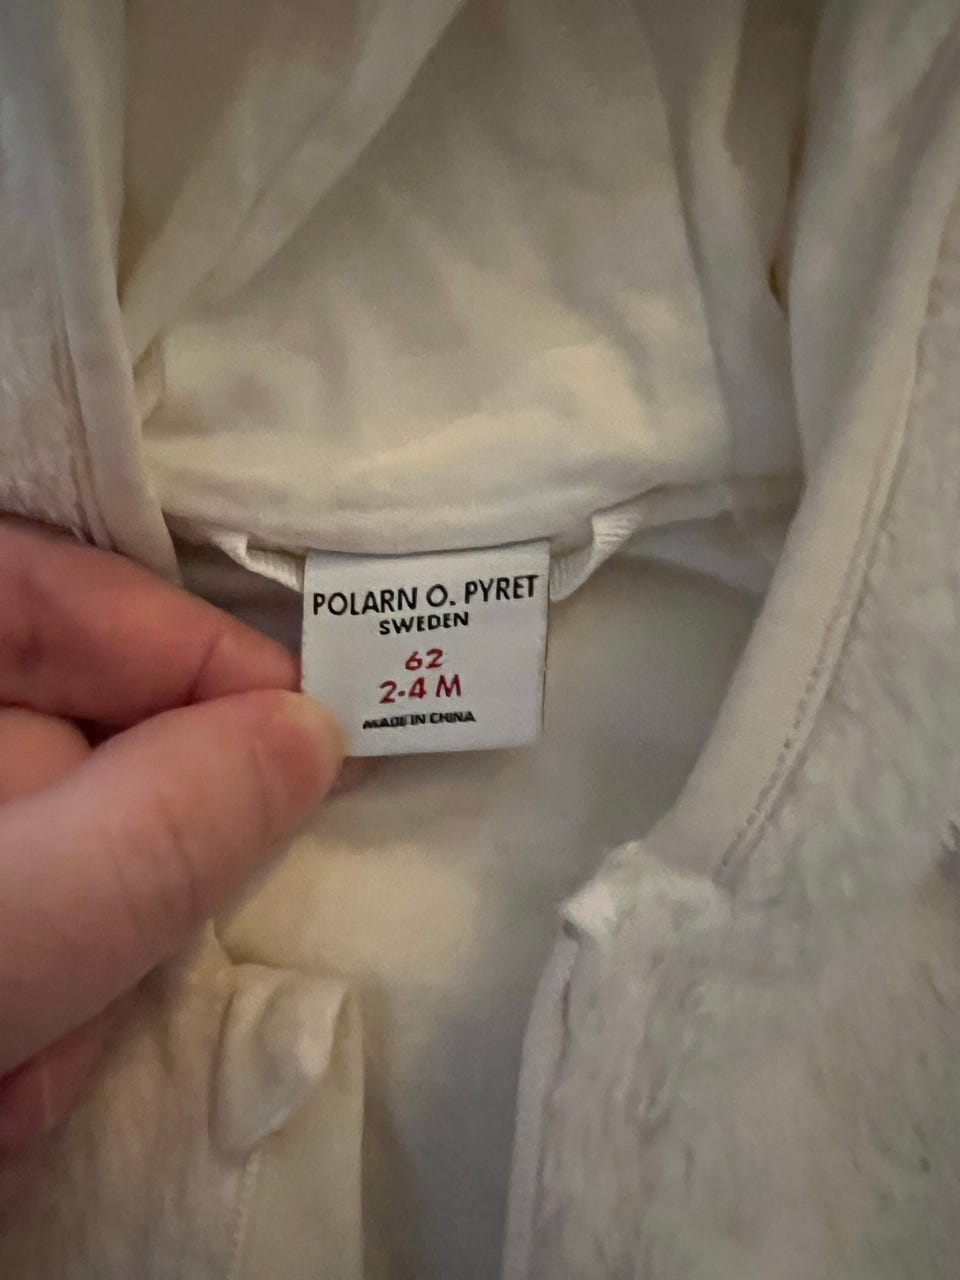 POLARN O. PYRET
SWEDEN
62
2-4 M
MADE IN CHINA